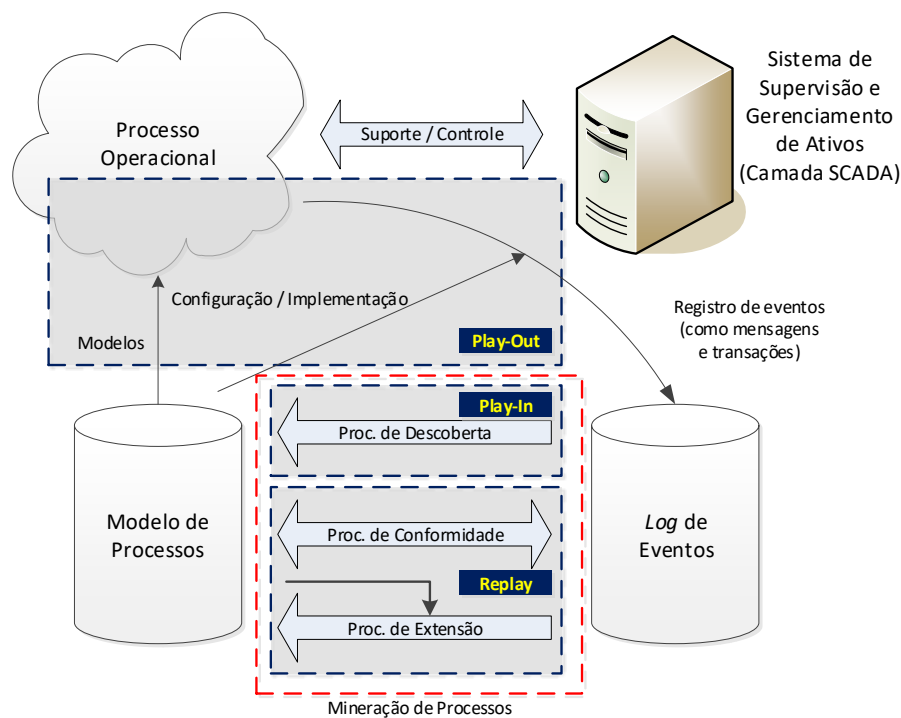 Processo
Operacional
Suporte / Controle
Sistema de
Supervisão e
Gerenciamento
de Ativos
(Camada SCADA)
Configuração / Implementação
Modelos
Play-Out
Registro de eventos
(como mensagens
e transações)
Play-In
Proc. de Descoberta
Modelo de
Processos
Proc. de Conformidade
Replay
Proc. de Extensão
Log de
Eventos
Mineração de Processos